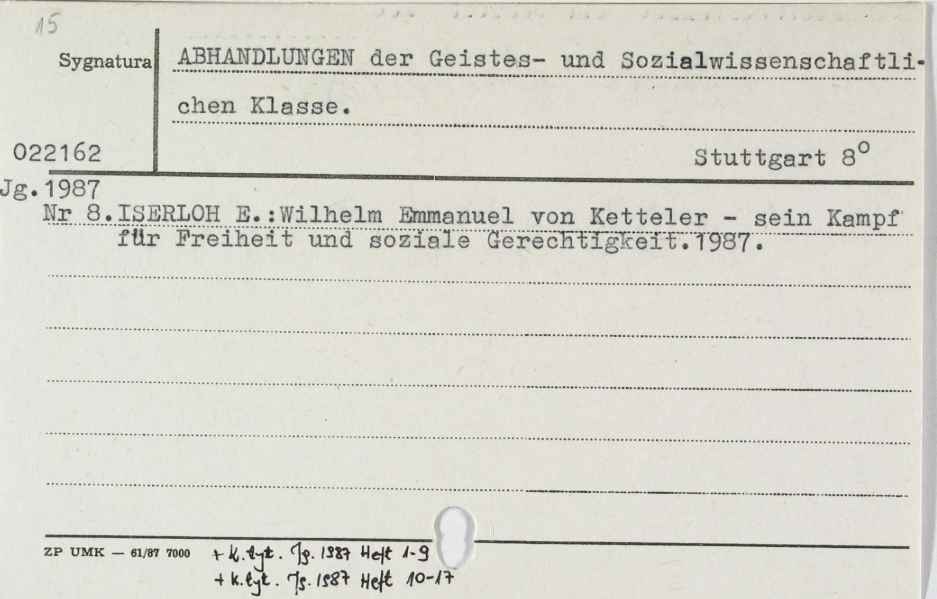 15
Sygnatura
ABHANDLUNGEN der Geistes- und Sozialwissenschaftli-
chen Klasse.
022162
Stuttgart 8°
Jg.1987
Nr 8.ISERLOH E.:Wilhelm Emmanuel von Ketteler - sein Kampf
für Freiheit und soziale Gerechtigkeit.1987.
ZP UMK — 61/87 7000 + k. tyt. Jg. 1987 Heft 1-9
+ k. tyt. Jg. 1987 Heft 10-17